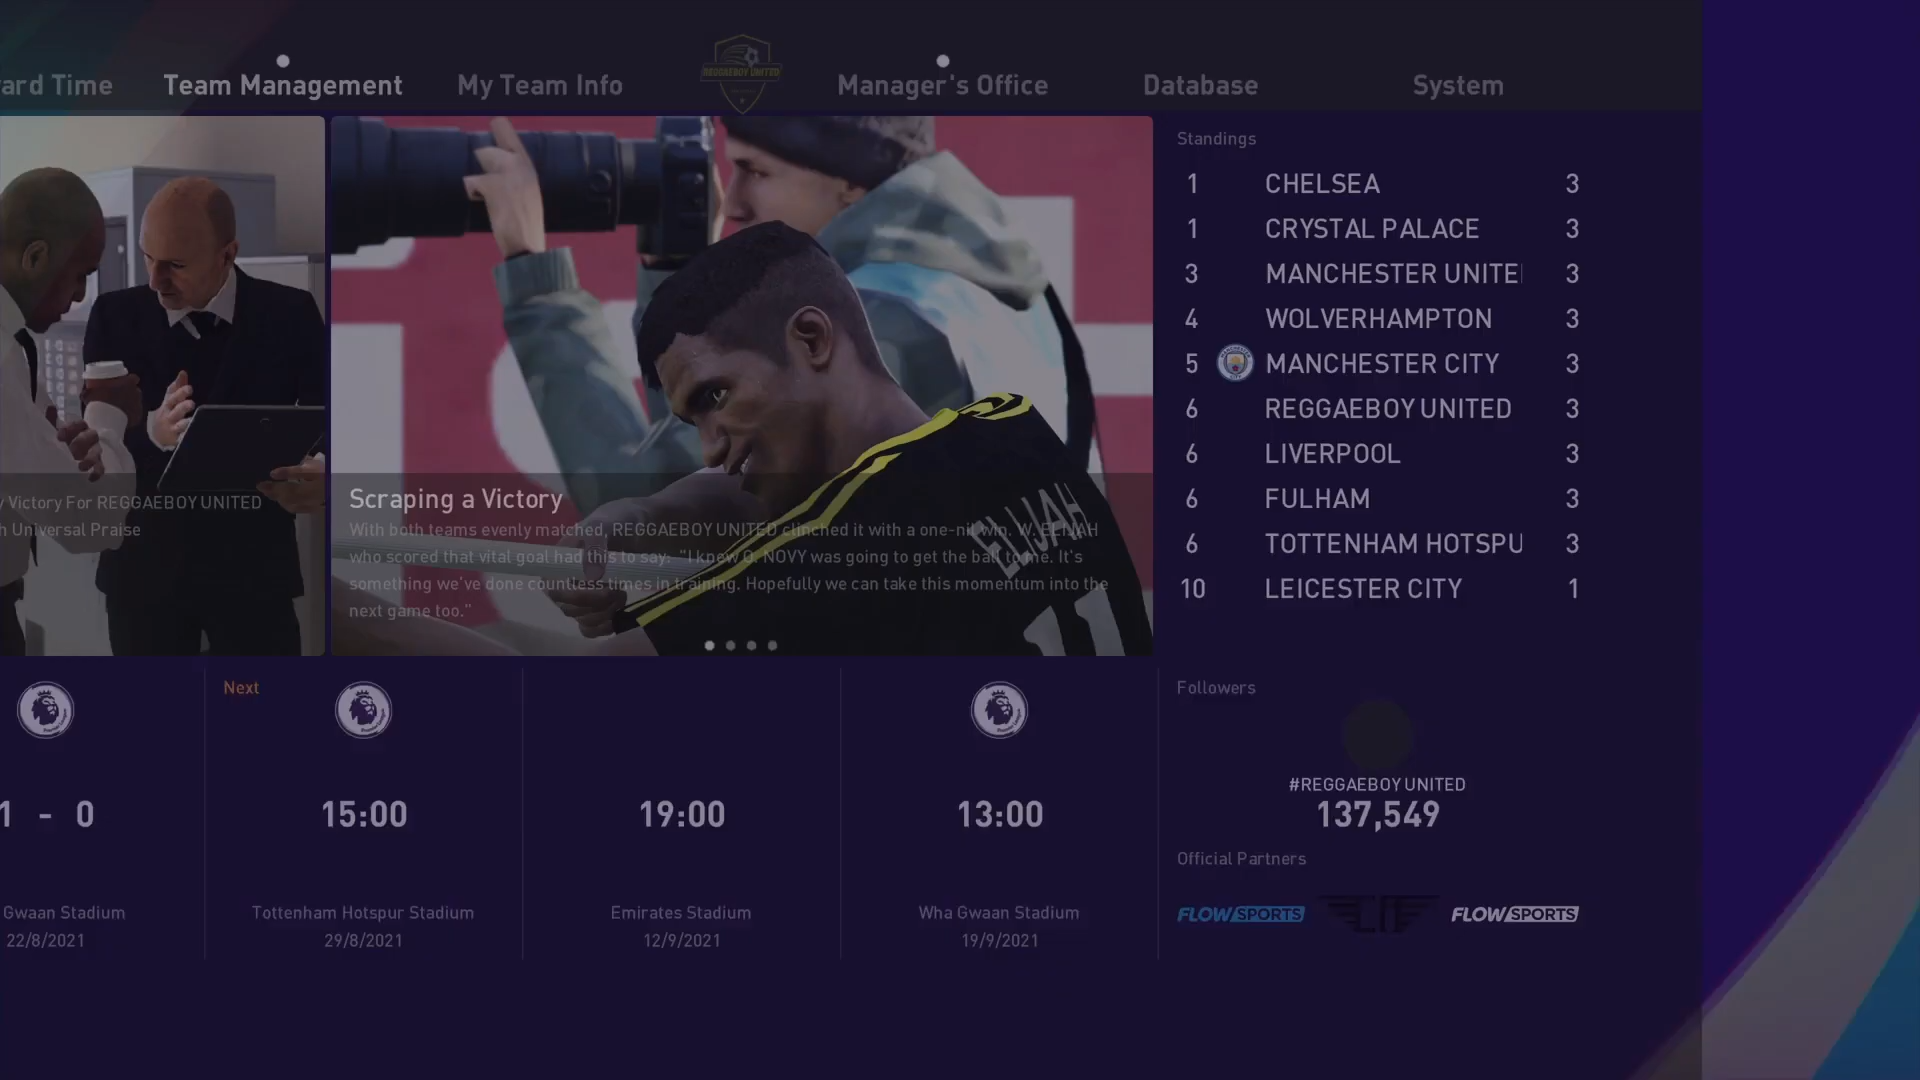 ard Time
Team Management
My Team Info
REGGAEBOY UNITED
Manager's Office
Database
System
Victory For REGGAEBOY UNITED
h Universal Praise
Scraping a Victory
With both teams evenly matched, REGGAEBOY UNITED clinched it with a one-nil win. W. ELIJAH
who scored that vital goal had this to say: "I knew O. NOVY was going to get the ball to me. It's
something we've done countless times in training. Hopefully we can take this momentum into the
next game too."
ELIJAH
11
Standings
1 CHELSEA 3
1 CRYSTAL PALACE 3
3 MANCHESTER UNITE 3
4 WOLVERHAMPTON 3
5 MANCHESTER CITY 3
6 REGGAEBOY UNITED 3
6 LIVERPOOL 3
6 FULHAM 3
6 TOTTENHAM HOTSPU 3
10 LEICESTER CITY 1
1 - 0
Gwaan Stadium
22/8/2021
Next
15:00
Tottenham Hotspur Stadium
29/8/2021
19:00
Emirates Stadium
12/9/2021
13:00
Wha Gwaan Stadium
19/9/2021
Followers
#REGGAEBOY UNITED
137,549
Official Partners
FLOW SPORTS
FLOW SPORTS